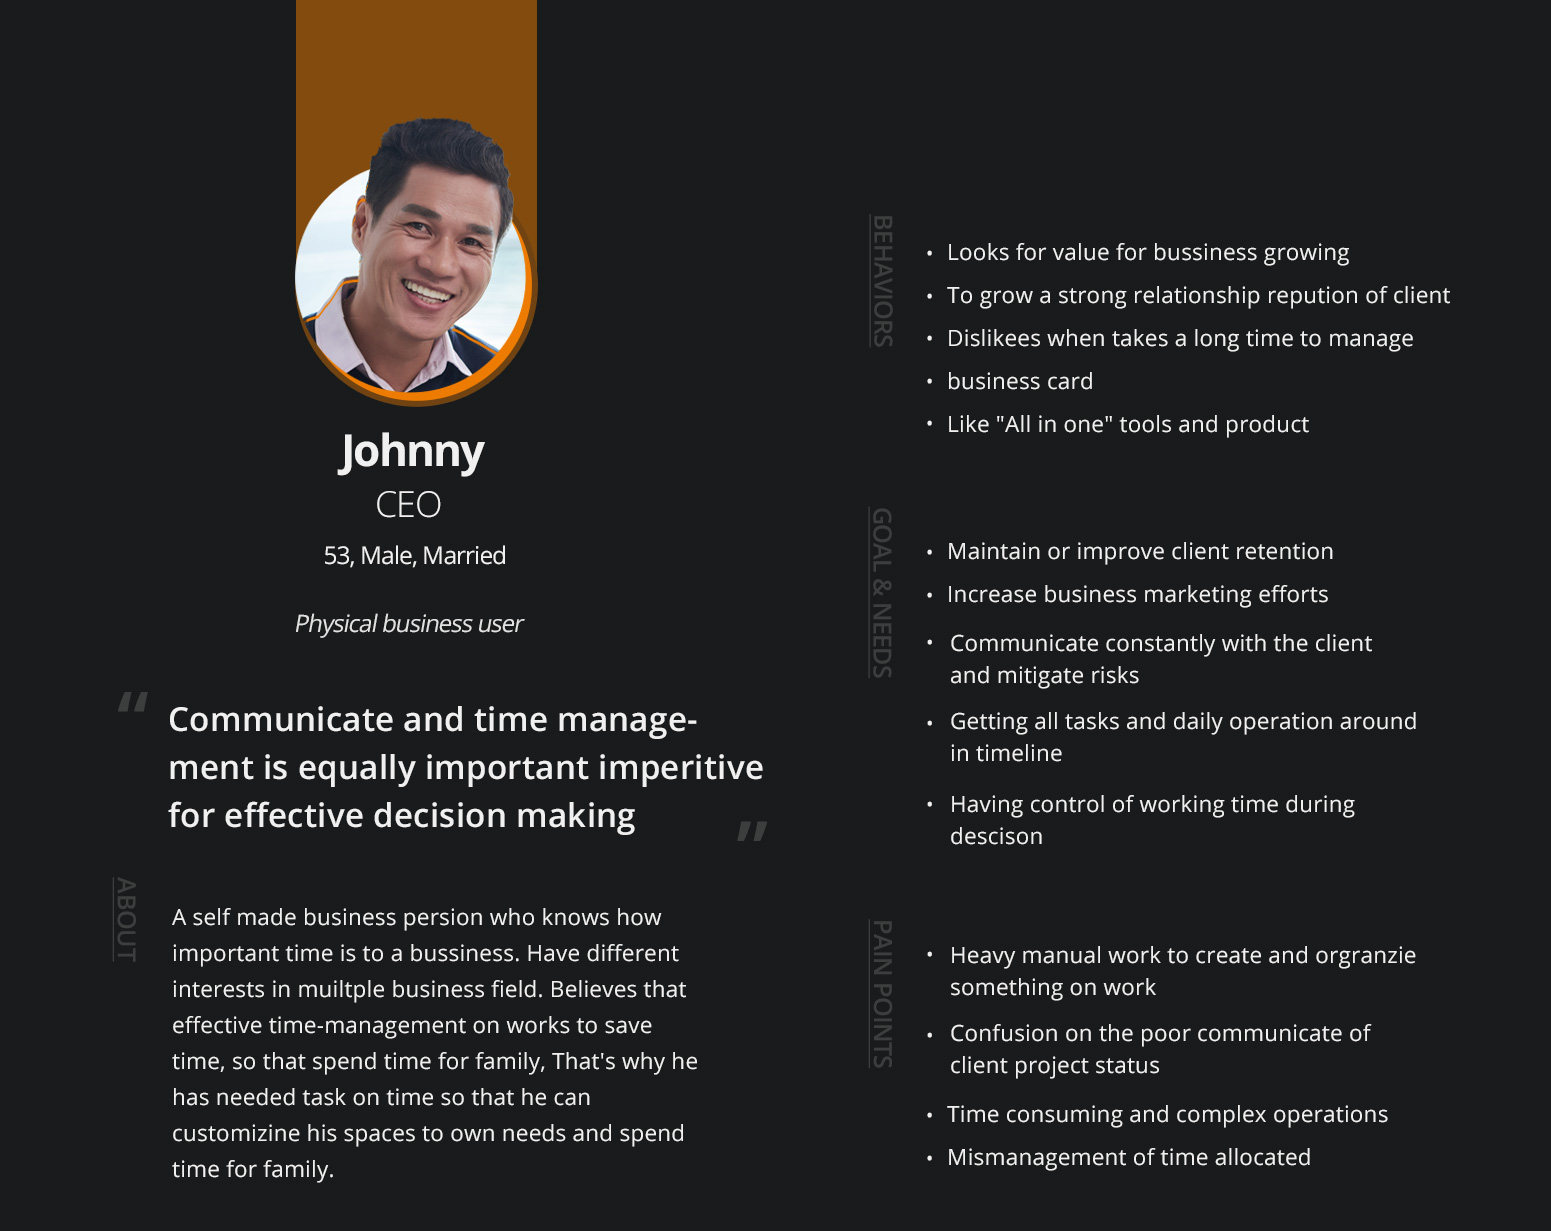 Johnny
CEO
53, Male, Married
Physical business user
“ Communicate and time manage-
ment is equally important imperitive
for effective decision making ”
ABOUT
A self made business persion who knows how
important time is to a bussiness. Have different
interests in muiltple business field. Believes that
effective time-management on works to save
time, so that spend time for family, That's why he
has needed task on time so that he can
customizine his spaces to own needs and spend
time for family.
BEHAVIORS
• Looks for value for bussiness growing
• To grow a strong relationship repution of client
• Dislikees when takes a long time to manage
• business card
• Like "All in one" tools and product
GOAL & NEEDS
• Maintain or improve client retention
• Increase business marketing efforts
• Communicate constantly with the client
and mitigate risks
• Getting all tasks and daily operation around
in timeline
• Having control of working time during
descison
PAIN POINTS
• Heavy manual work to create and orgranzie
something on work
• Confusion on the poor communicate of
client project status
• Time consuming and complex operations
• Mismanagement of time allocated